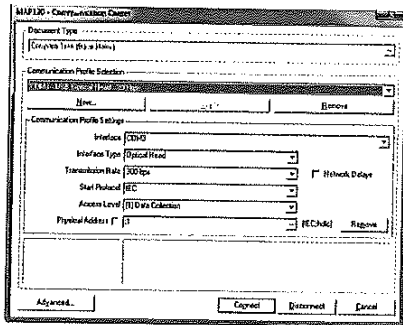 MAP120 - Communication Center
Document Type
Communication Profile Selection
New...
Remove
Communication Profile Settings
Interface COM3
Interface Type Optical Head
Transmission Rate 300 bps
Network Delays
Start Protocol IEC
Access Level [1] Data Collection
Physical Address :1
(IEC;hdlc)
Remove
Advanced...
Connect
Disconnect
Cancel